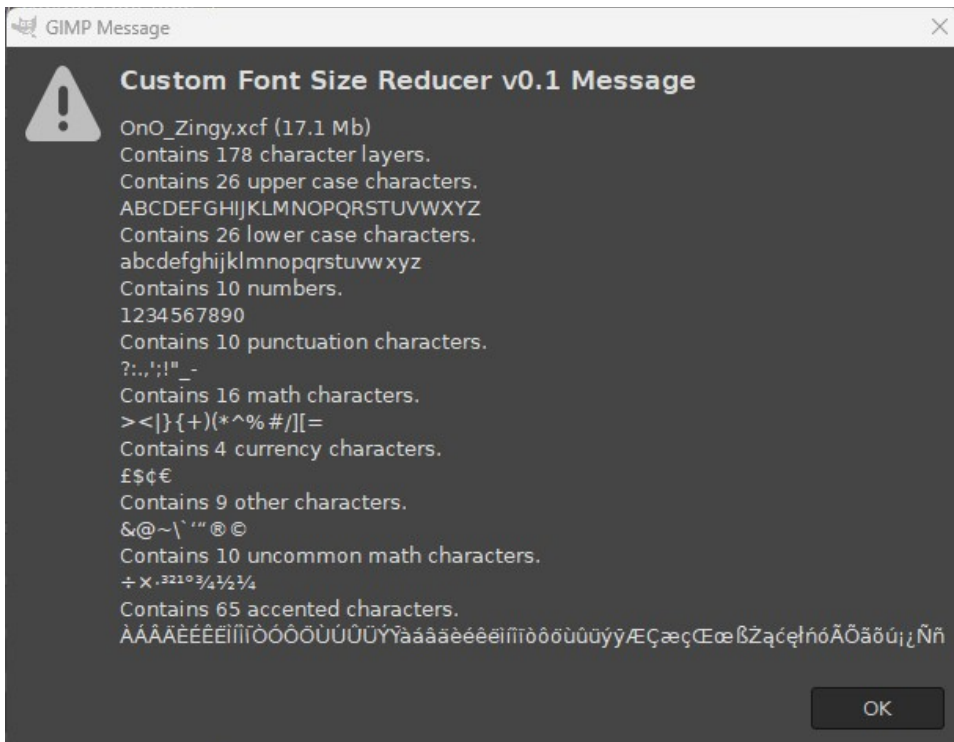 GIMP Message
Custom Font Size Reducer v0.1 Message
OnO_Zingy.xcf (17.1 Mb)
Contains 178 character layers.
Contains 26 upper case characters.
ABCDEFGHIJKLMNOPQRSTUVWXYZ
Contains 26 lower case characters.
abcdefghijklmnopqrstuvwxyz
Contains 10 numbers.
1234567890
Contains 10 punctuation characters.
?:.,';!"_-
Contains 16 math characters.
><|}{+)(*^%#/][=
Contains 4 currency characters.
£$¢€
Contains 9 other characters.
&@~\`‘“®©
Contains 10 uncommon math characters.
÷×·³²¹º¾½¼
Contains 65 accented characters.
ÀÁÂÄÈÉÊËÌÍÎÏÒÓÔÖÙÚÛÜÝŸàáâäèéêëìíîïòôöùûüýÿÆÇæçŒœßŻąćęłńóÃÕãõú¡¿Ññ
OK